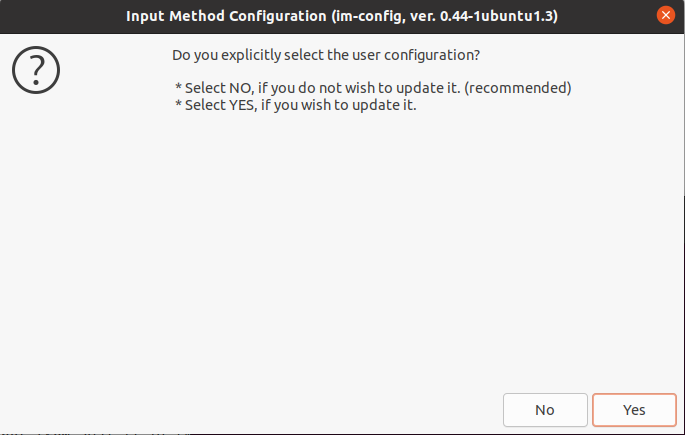 Input Method Configuration (im-config, ver. 0.44-1ubuntu1.3)
Do you explicitly select the user configuration?
* Select NO, if you do not wish to update it. (recommended)
* Select YES, if you wish to update it.
No
Yes